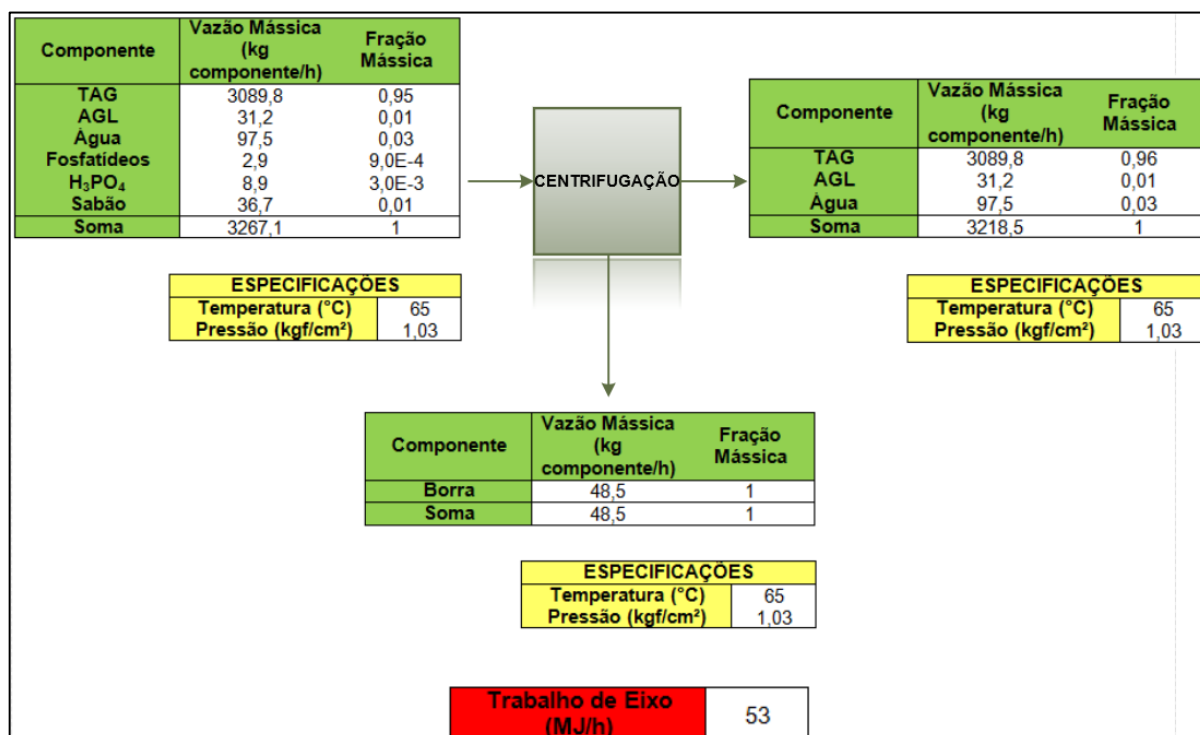 Componente Vazão Mássica (kg componente/h) Fração Mássica
TAG 3089,8 0,95
AGL 31,2 0,01
Água 97,5 0,03
Fosfatídeos 2,9 9,0E-4
H₃PO₄ 8,9 3,0E-3
Sabão 36,7 0,01
Soma 3267,1 1
ESPECIFICAÇÕES
Temperatura (°C) 65
Pressão (kgf/cm²) 1,03
CENTRIFUGAÇÃO
Componente Vazão Mássica (kg componente/h) Fração Mássica
TAG 3089,8 0,96
AGL 31,2 0,01
Água 97,5 0,03
Soma 3218,5 1
ESPECIFICAÇÕES
Temperatura (°C) 65
Pressão (kgf/cm²) 1,03
Componente Vazão Mássica (kg componente/h) Fração Mássica
Borra 48,5 1
Soma 48,5 1
ESPECIFICAÇÕES
Temperatura (°C) 65
Pressão (kgf/cm²) 1,03
Trabalho de Eixo (MJ/h) 53